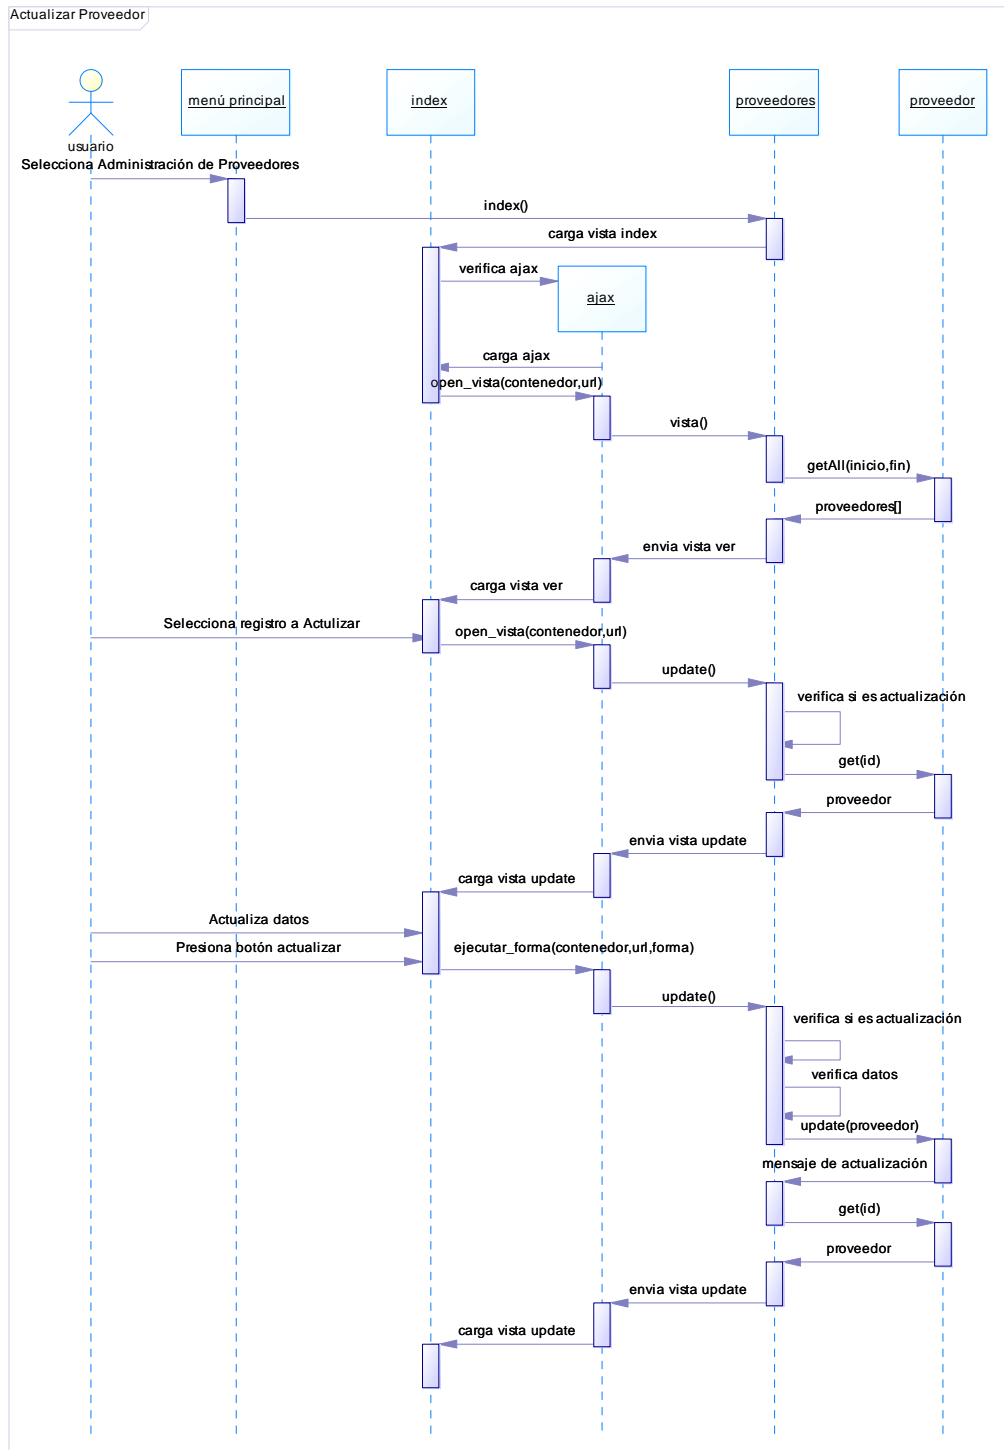 Actualizar Proveedor
menú principal
index
proveedores
proveedor
usuario
Selecciona Administración de Proveedores
index()
carga vista index
verifica ajax
ajax
carga ajax
open_vista(contenedor,url)
vista()
getAll(inicio,fin)
proveedores[]
envia vista ver
carga vista ver
Selecciona registro a Actulizar
open_vista(contenedor,url)
update()
verifica si es actualización
get(id)
proveedor
envia vista update
carga vista update
Actualiza datos
Presiona botón actualizar
ejecutar_forma(contenedor,url,forma)
update()
verifica si es actualización
verifica datos
update(proveedor)
mensaje de actualización
get(id)
proveedor
envia vista update
carga vista update